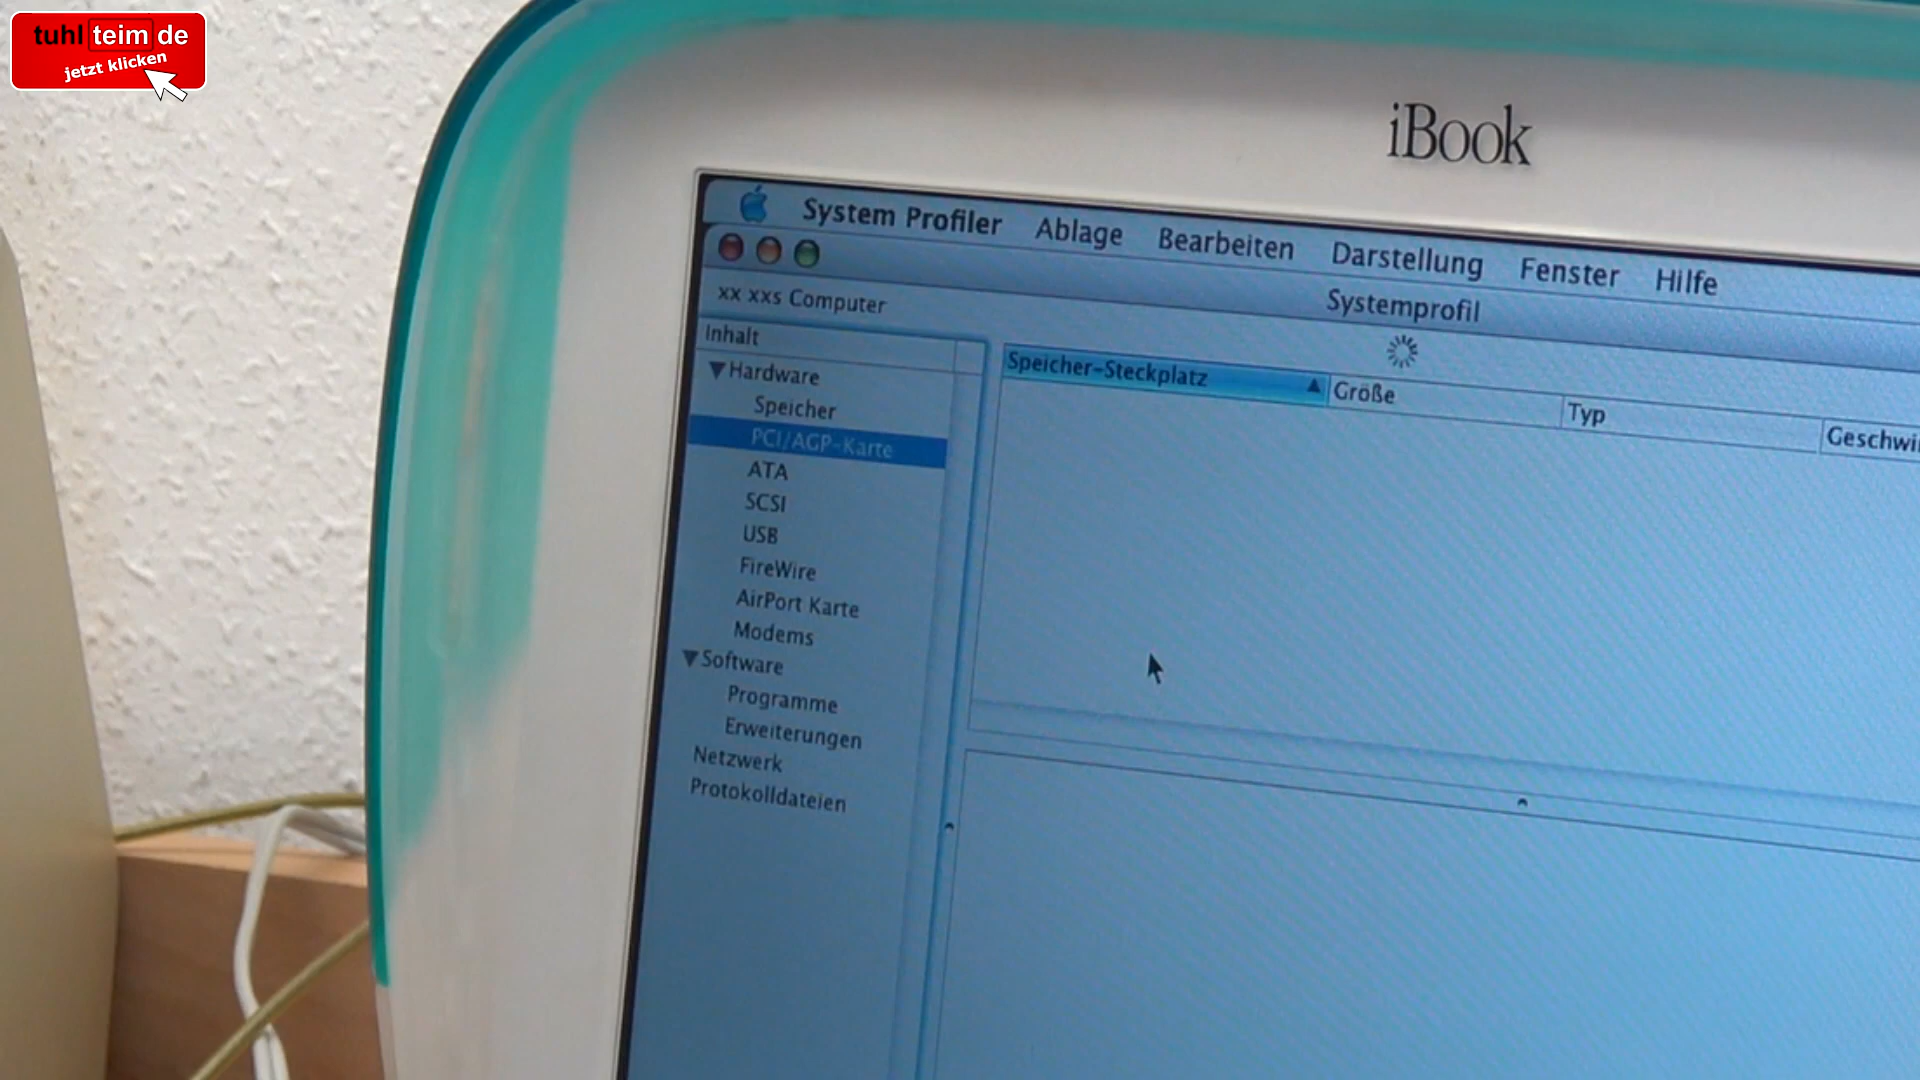 tuhl teim de
jetzt klicken
iBook
System Profiler Ablage Bearbeiten Darstellung Fenster Hilfe
Systemprofil
xx xxs Computer
Inhalt
Speicher-Steckplatz Größe Typ Geschwi
Hardware
Speicher
PCI/AGP-Karte
ATA
SCSI
USB
FireWire
AirPort Karte
Modems
Software
Programme
Erweiterungen
Netzwerk
Protokolldateien